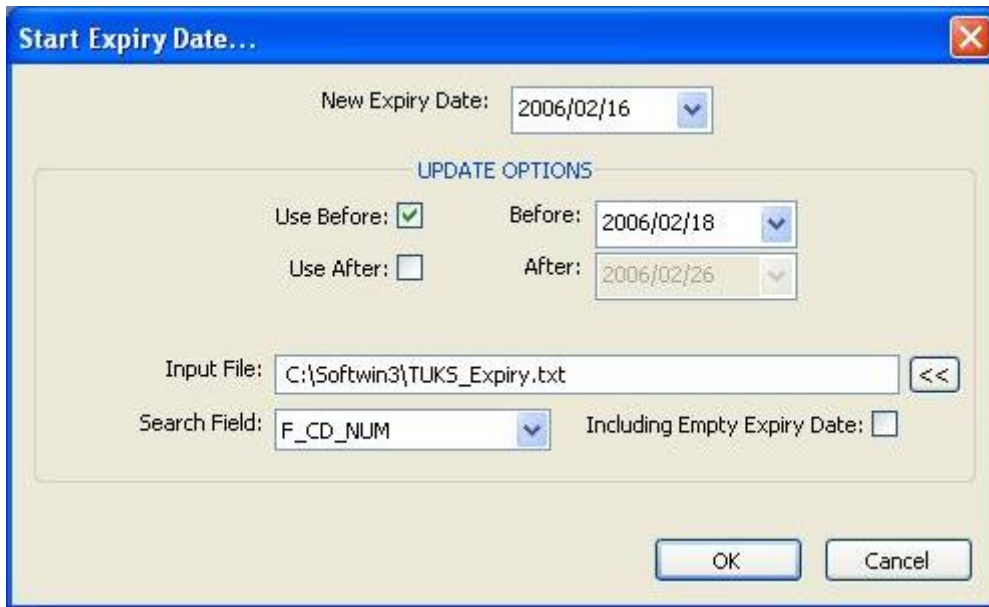 Start Expiry Date...
New Expiry Date: 2006/02/16
UPDATE OPTIONS
Use Before: Before: 2006/02/18
Use After: After: 2006/02/26
Input File: C:\Softwin3\TUKS_Expiry.txt <<
Search Field: F_CD_NUM Including Empty Expiry Date:
OK Cancel